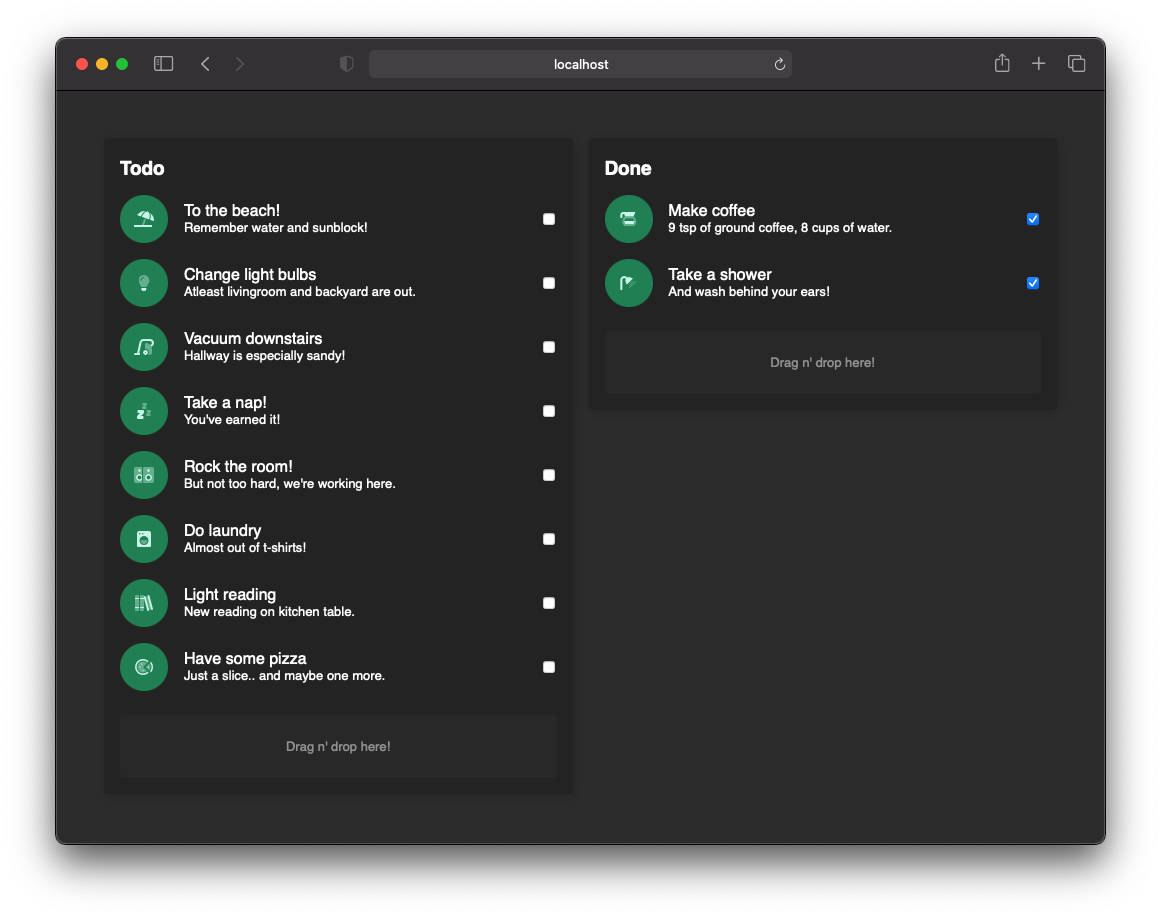 localhost
Todo
To the beach!
Remember water and sunblock!
Change light bulbs
Atleast livingroom and backyard are out.
Vacuum downstairs
Hallway is especially sandy!
Take a nap!
You've earned it!
Rock the room!
But not too hard, we're working here.
Do laundry
Almost out of t-shirts!
Light reading
New reading on kitchen table.
Have some pizza
Just a slice.. and maybe one more.
Drag n' drop here!
Done
Make coffee
9 tsp of ground coffee, 8 cups of water.
Take a shower
And wash behind your ears!
Drag n' drop here!